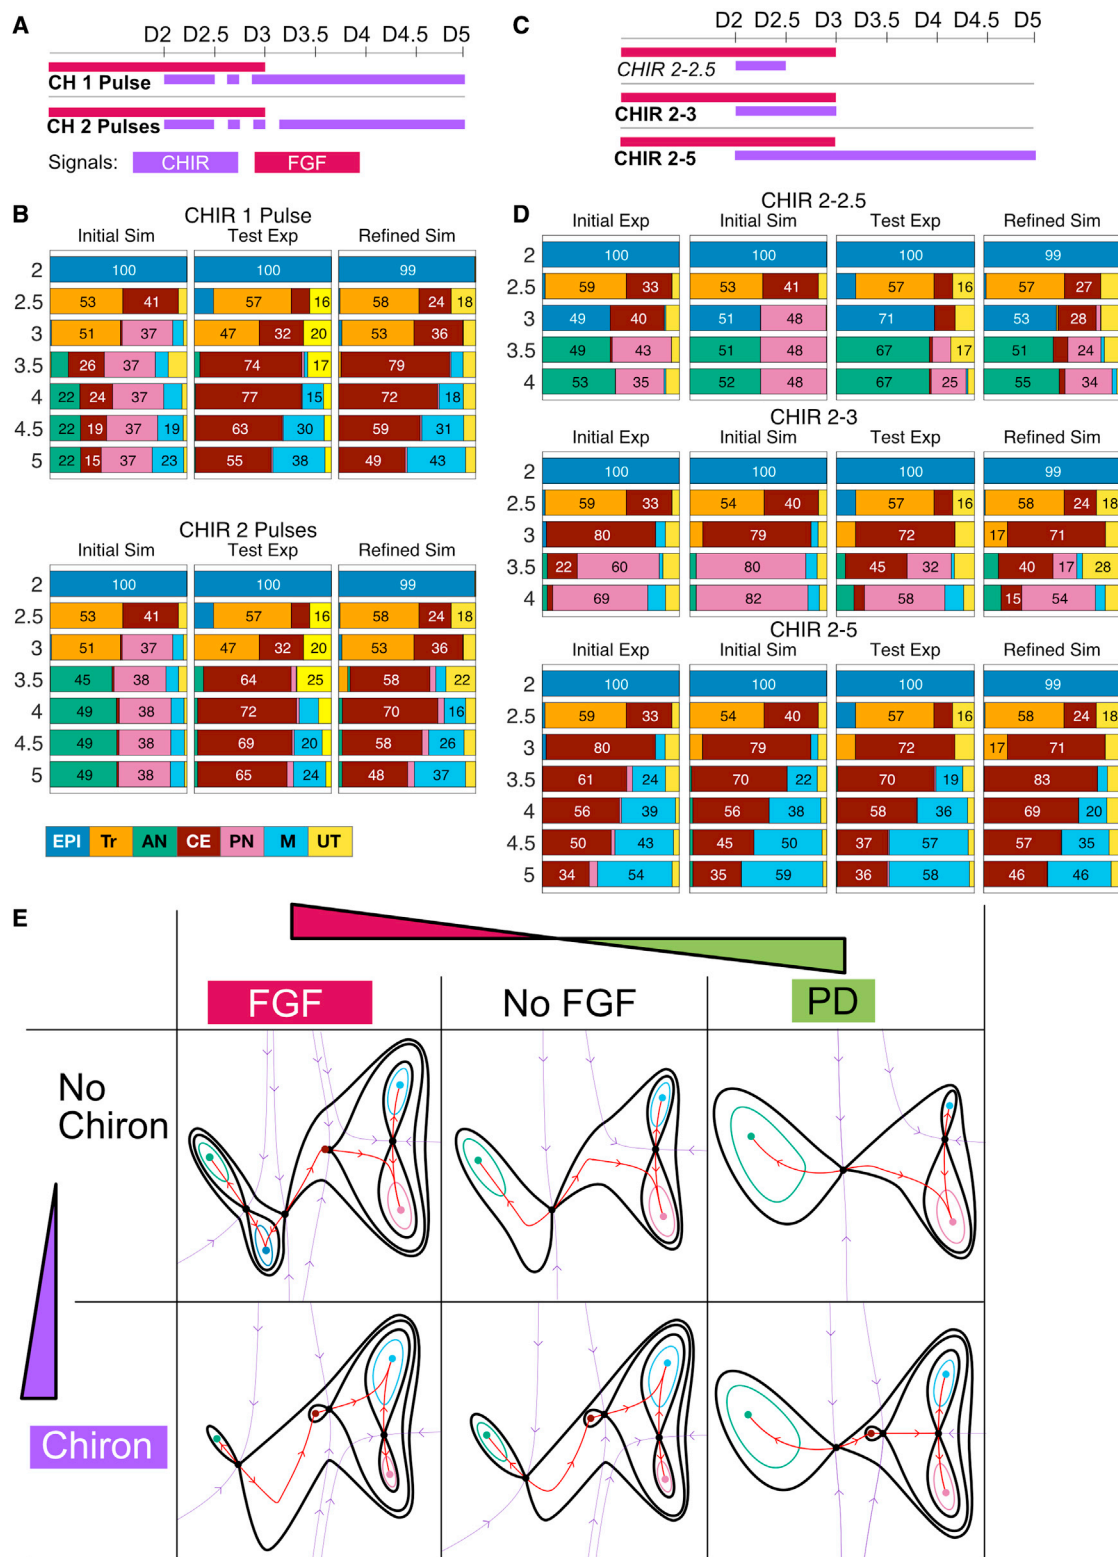 A
D2 D2.5 D3 D3.5 D4 D4.5 D5
CH 1 Pulse
CH 2 Pulses
Signals: CHIR FGF
B
CHIR 1 Pulse
Initial Sim Test Exp Refined Sim
2 100 100 99
2.5 53 41 57 16 58 24 18
3 51 37 47 32 20 53 36
3.5 26 37 74 17 79
4 22 24 37 77 15 72 18
4.5 22 19 37 19 63 30 59 31
5 22 15 37 23 55 38 49 43
CHIR 2 Pulses
Initial Sim Test Exp Refined Sim
2 100 100 99
2.5 53 41 57 16 58 24 18
3 51 37 47 32 20 53 36
3.5 45 38 64 25 58 22
4 49 38 72 70 16
4.5 49 38 69 20 58 26
5 49 38 65 24 48 37
EPI Tr AN CE PN M UT
C
D2 D2.5 D3 D3.5 D4 D4.5 D5
CHIR 2-2.5
CHIR 2-3
CHIR 2-5
D
CHIR 2-2.5
Initial Exp Initial Sim Test Exp Refined Sim
2 100 100 100 99
2.5 59 33 53 41 57 16 57 27
3 49 40 51 48 71 53 28
3.5 49 43 51 48 67 17 51 24
4 53 35 52 48 67 25 55 34
CHIR 2-3
Initial Exp Initial Sim Test Exp Refined Sim
2 100 100 100 99
2.5 59 33 54 40 57 16 58 24 18
3 80 79 72 17 71
3.5 22 60 80 45 32 40 17 28
4 69 82 58 15 54
CHIR 2-5
Initial Exp Initial Sim Test Exp Refined Sim
2 100 100 100 99
2.5 59 33 54 40 57 16 58 24 18
3 80 79 72 17 71
3.5 61 24 70 22 70 19 83
4 56 39 56 38 58 36 69 20
4.5 50 43 45 50 37 57 57 35
5 34 54 35 59 36 58 46 46
E
FGF No FGF PD
No
Chiron
Chiron